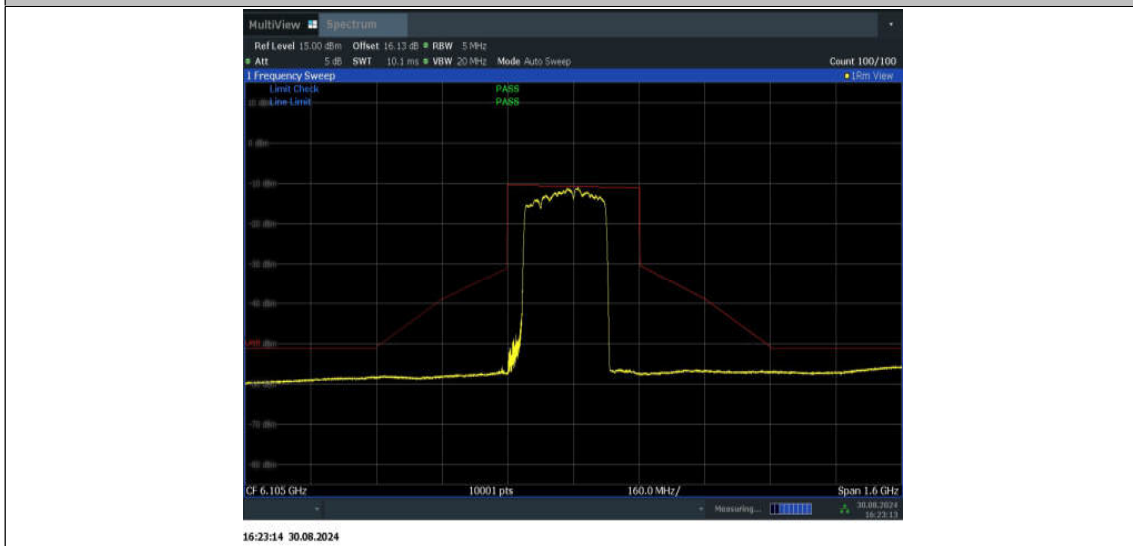 MultiView Spectrum
Ref Level 15.00 dBm Offset 16.13 dB RBW 5 MHz
Att 5 dB SWT 10.1 ms VBW 20 MHz Mode Auto Sweep Count 100/100
1 Frequency Sweep 1Rm View
Limit Check PASS
Line Limit PASS
0 dBm
-10 dBm
-20 dBm
-30 dBm
-40 dBm
-70 dBm
-80 dBm
CF 6.105 GHz 10001 pts 160.0 MHz/ Span 1.6 GHz
Measuring... 30.08.2024
16:23:13
16:23:14 30.08.2024